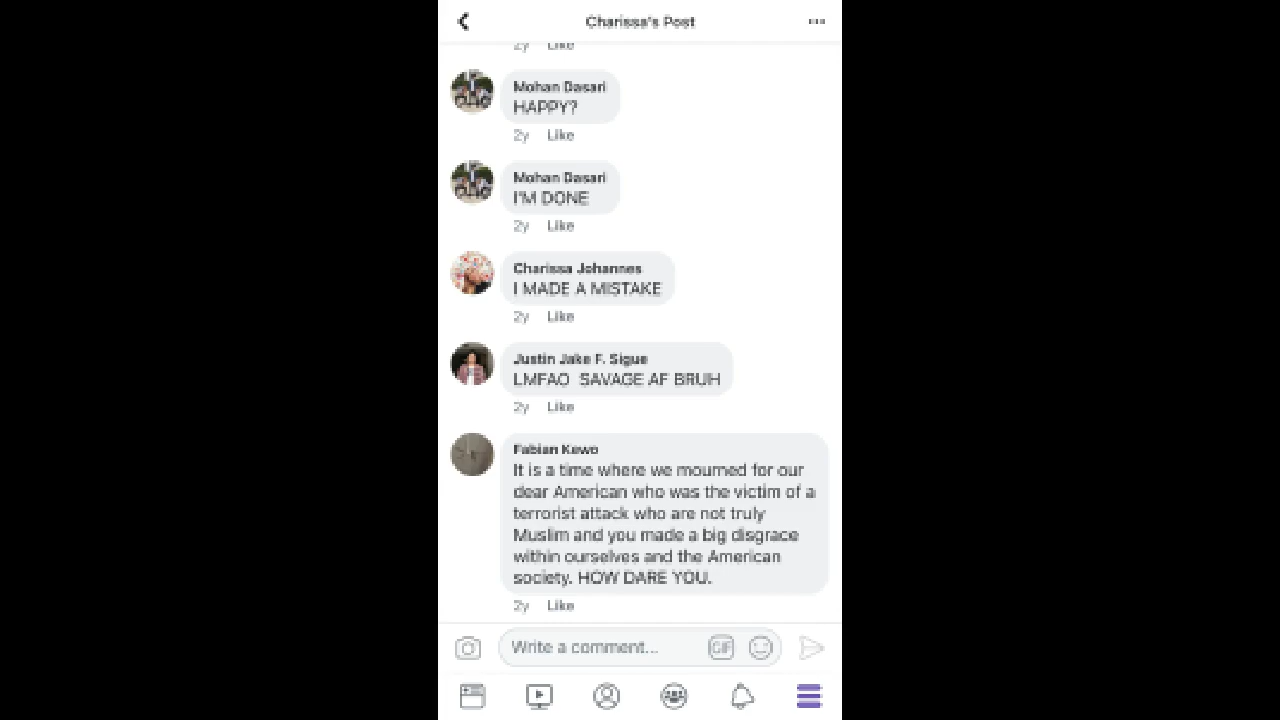 Charissa's Post
2y Like
Mohan Dasari
HAPPY?
2y Like
Mohan Dasari
I'M DONE
2y Like
Charissa Johannes
I MADE A MISTAKE
2y Like
Justin Jake F. Sigue
LMFAO SAVAGE AF BRUH
2y Like
Fabian Kewo
It is a time where we mourned for our
dear American who was the victim of a
terrorist attack who are not truly
Muslim and you made a big disgrace
within ourselves and the American
society. HOW DARE YOU.
2y Like
Write a comment... GIF